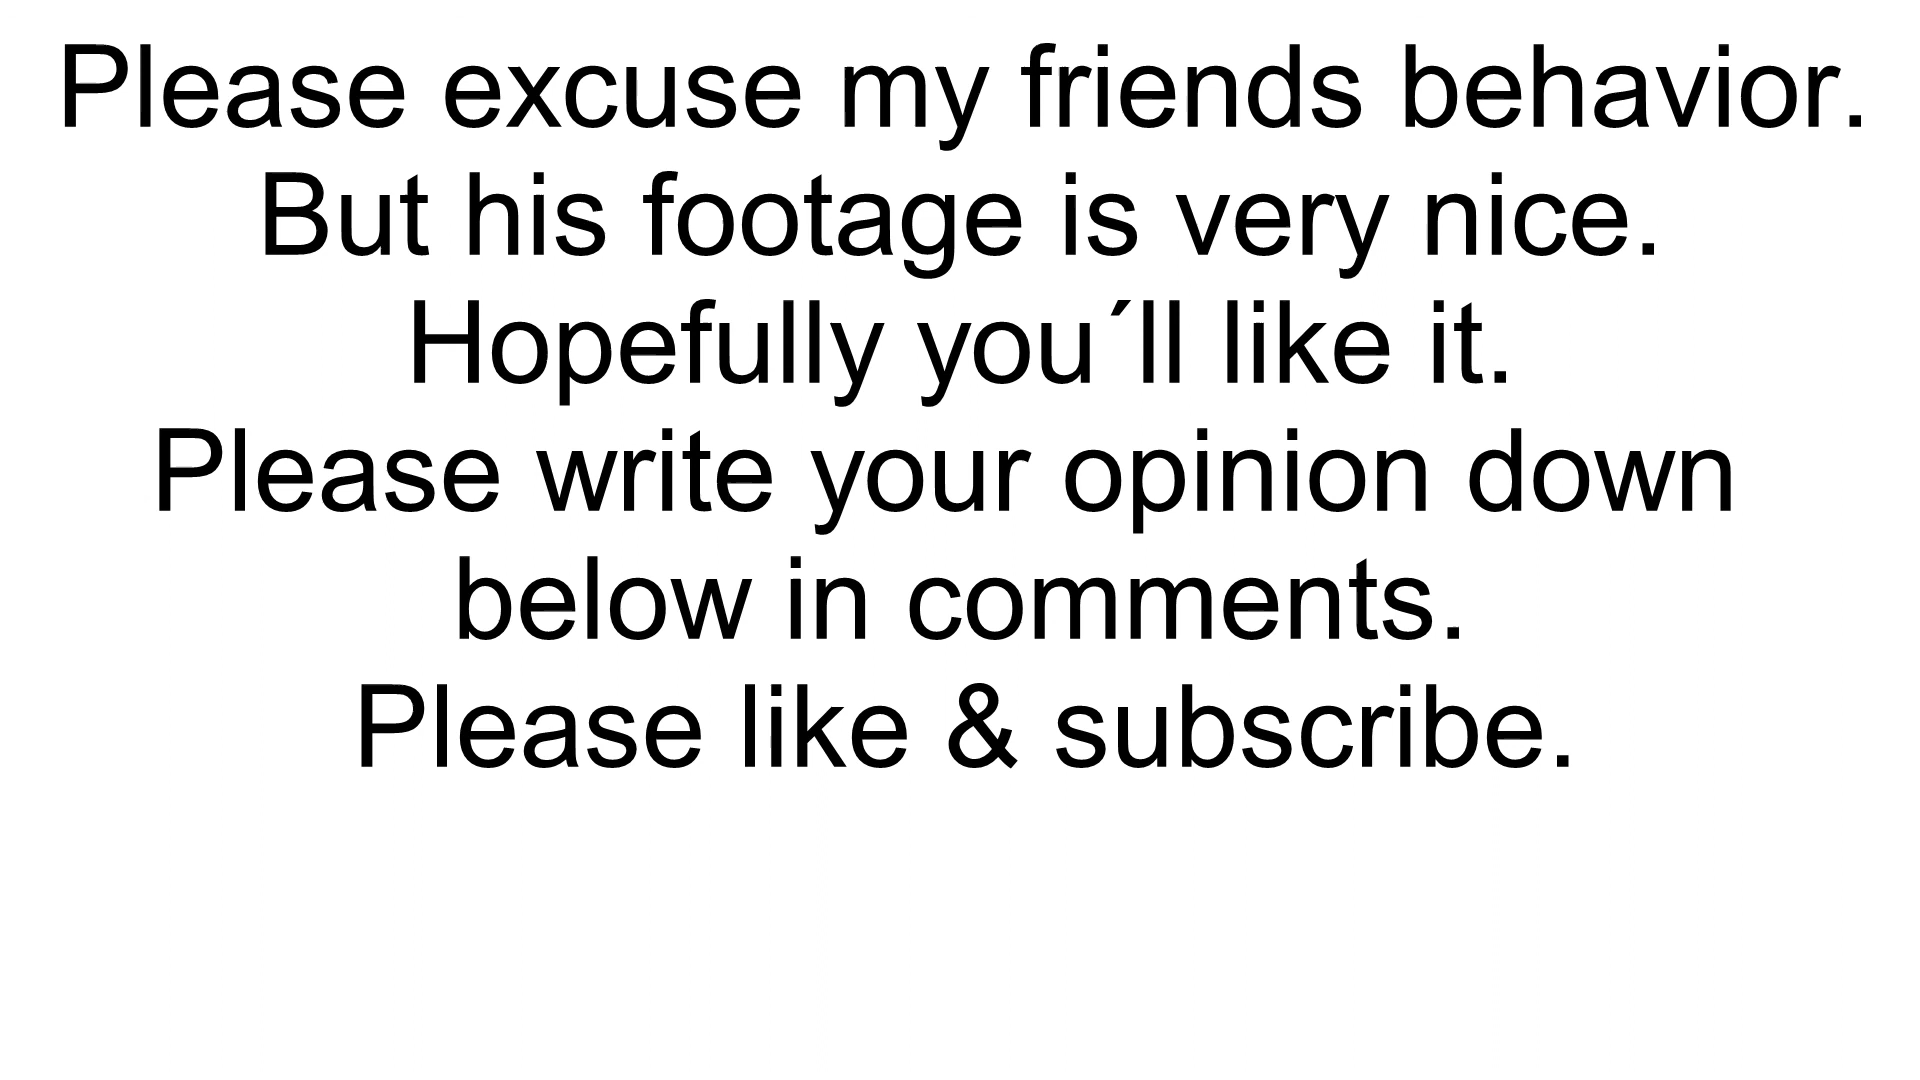 Please excuse my friends behavior.
But his footage is very nice.
Hopefully you´ll like it.
Please write your opinion down
below in comments.
Please like & subscribe.